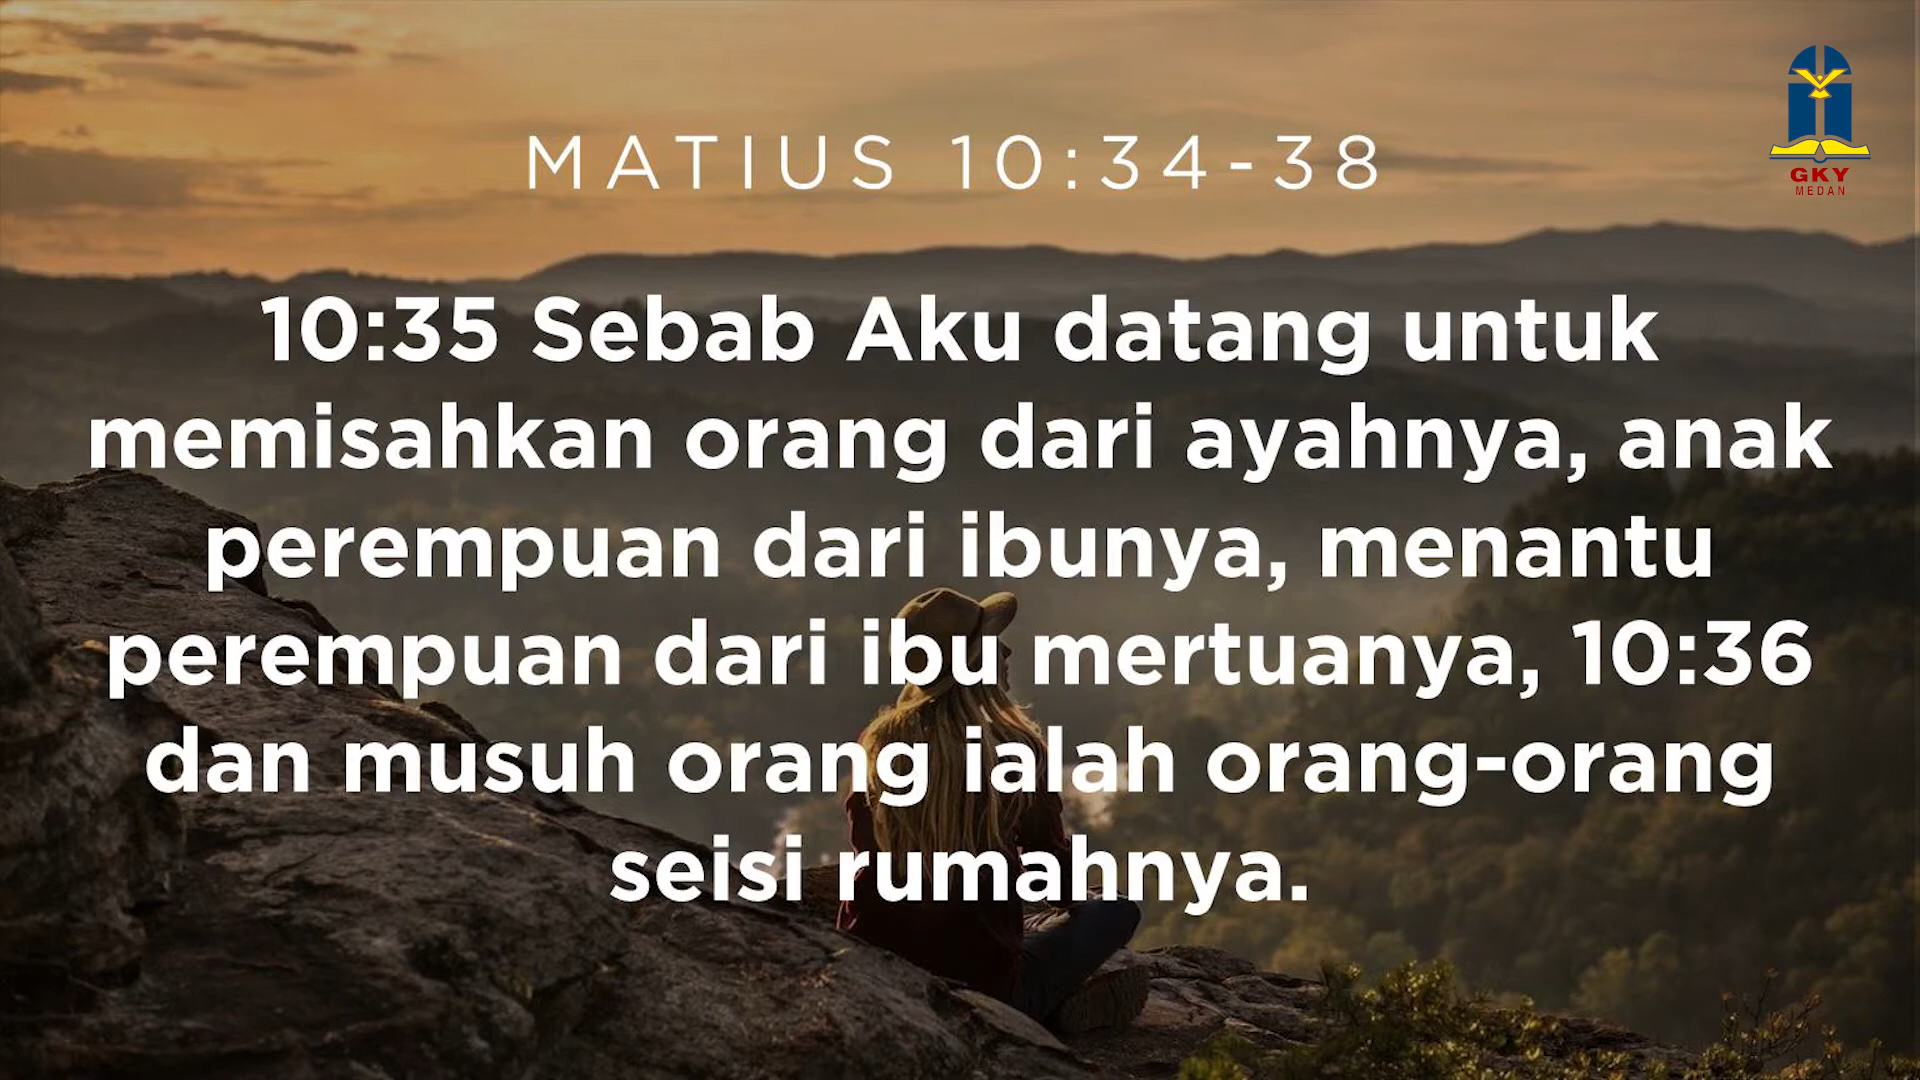 MATIUS 10:34-38
GKY
MEDAN
10:35 Sebab Aku datang untuk
memisahkan orang dari ayahnya, anak
perempuan dari ibunya, menantu
perempuan dari ibu mertuanya, 10:36
dan musuh orang ialah orang-orang
seisi rumahnya.